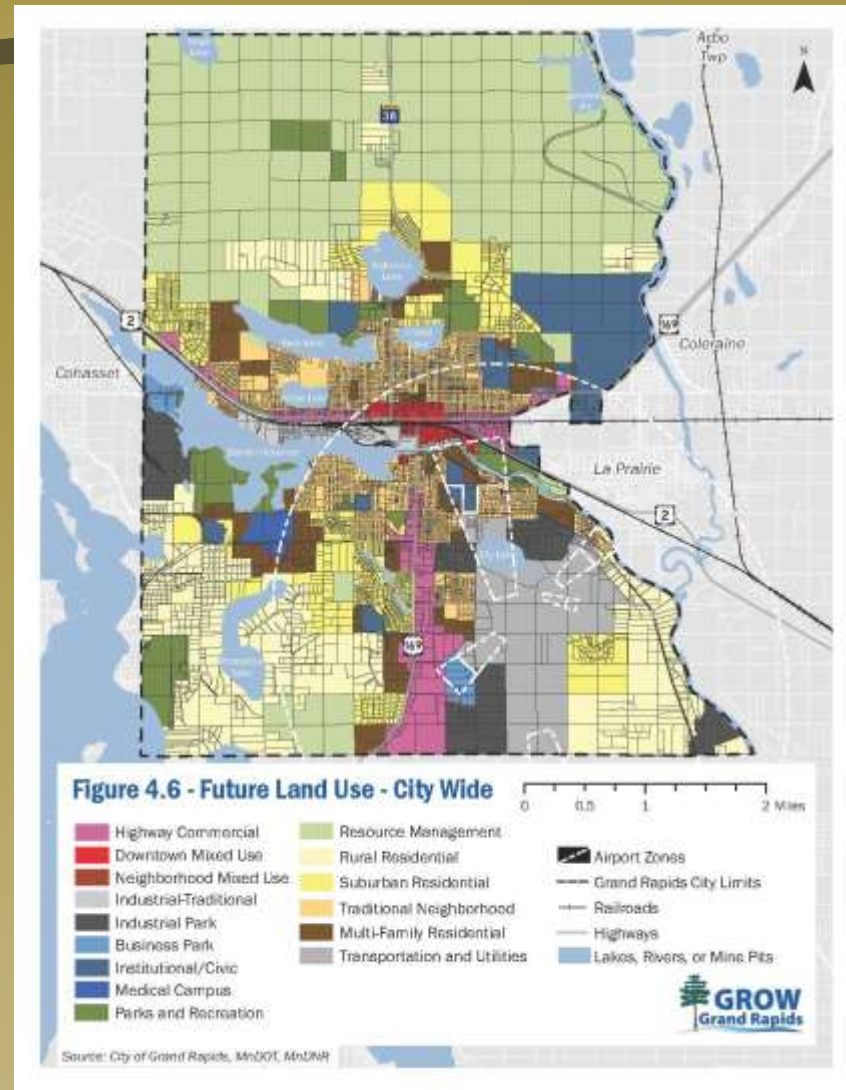 Arbo
Twp
N
38
2
169
Coleraine
Cohasset
La Prairie
2
169
Figure 4.6 - Future Land Use - City Wide
0 0.5 1 2 Miles
Highway Commercial
Downtown Mixed Use
Neighborhood Mixed Use
Industrial-Traditional
Industrial Park
Business Park
Institutional/Civic
Medical Campus
Parks and Recreation
Resource Management
Rural Residential
Suburban Residential
Traditional Neighborhood
Multi-Family Residential
Transportation and Utilities
Airport Zones
Grand Rapids City Limits
Railroads
Highways
Lakes, Rivers, or Mine Pits
GROW
Grand Rapids
Source: City of Grand Rapids, MnDOT, MnDNR